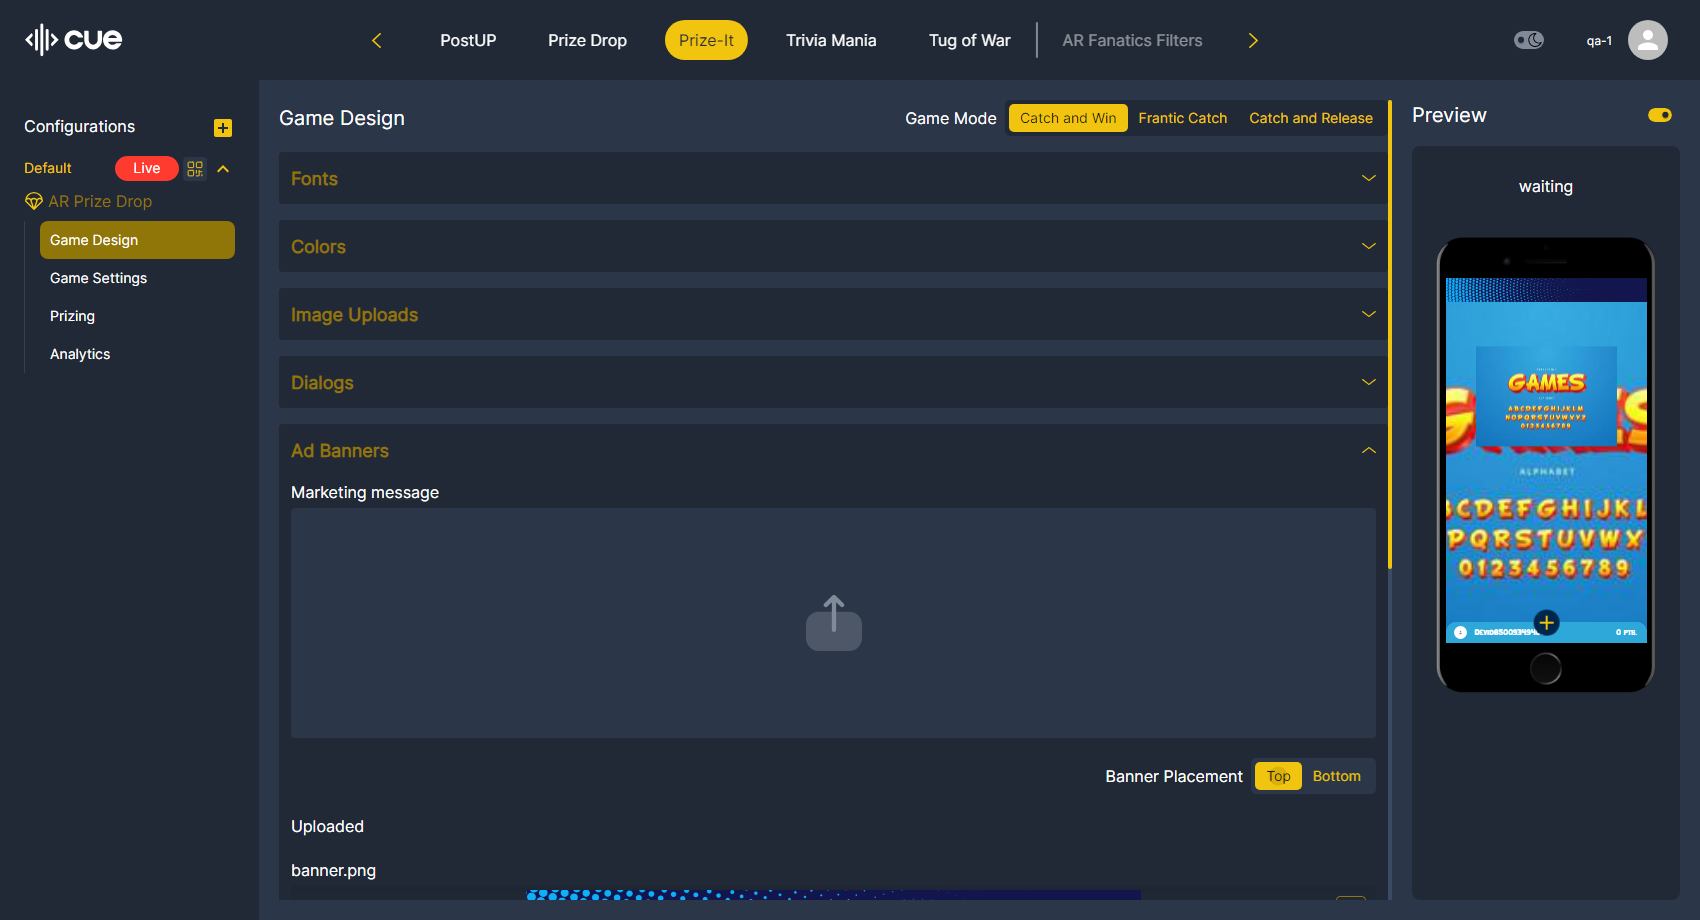 cue
PostUP
Prize Drop
Prize-It
Trivia Mania
Tug of War
AR Fanatics Filters
qa-1
Configurations
Default
Live
AR Prize Drop
Game Design
Game Settings
Prizing
Analytics
Game Design
Game Mode
Catch and Win
Frantic Catch
Catch and Release
Fonts
Colors
Image Uploads
Dialogs
Ad Banners
Marketing message
Banner Placement
Top
Bottom
Uploaded
banner.png
Preview
waiting
GAMES
ABCDEFGHIJKLM
NOPQRSTUVWXYZ
0123456789
ALPHABET
CDEFGHIJKL
PQRSTUVWX
0123456789
0 PTS.